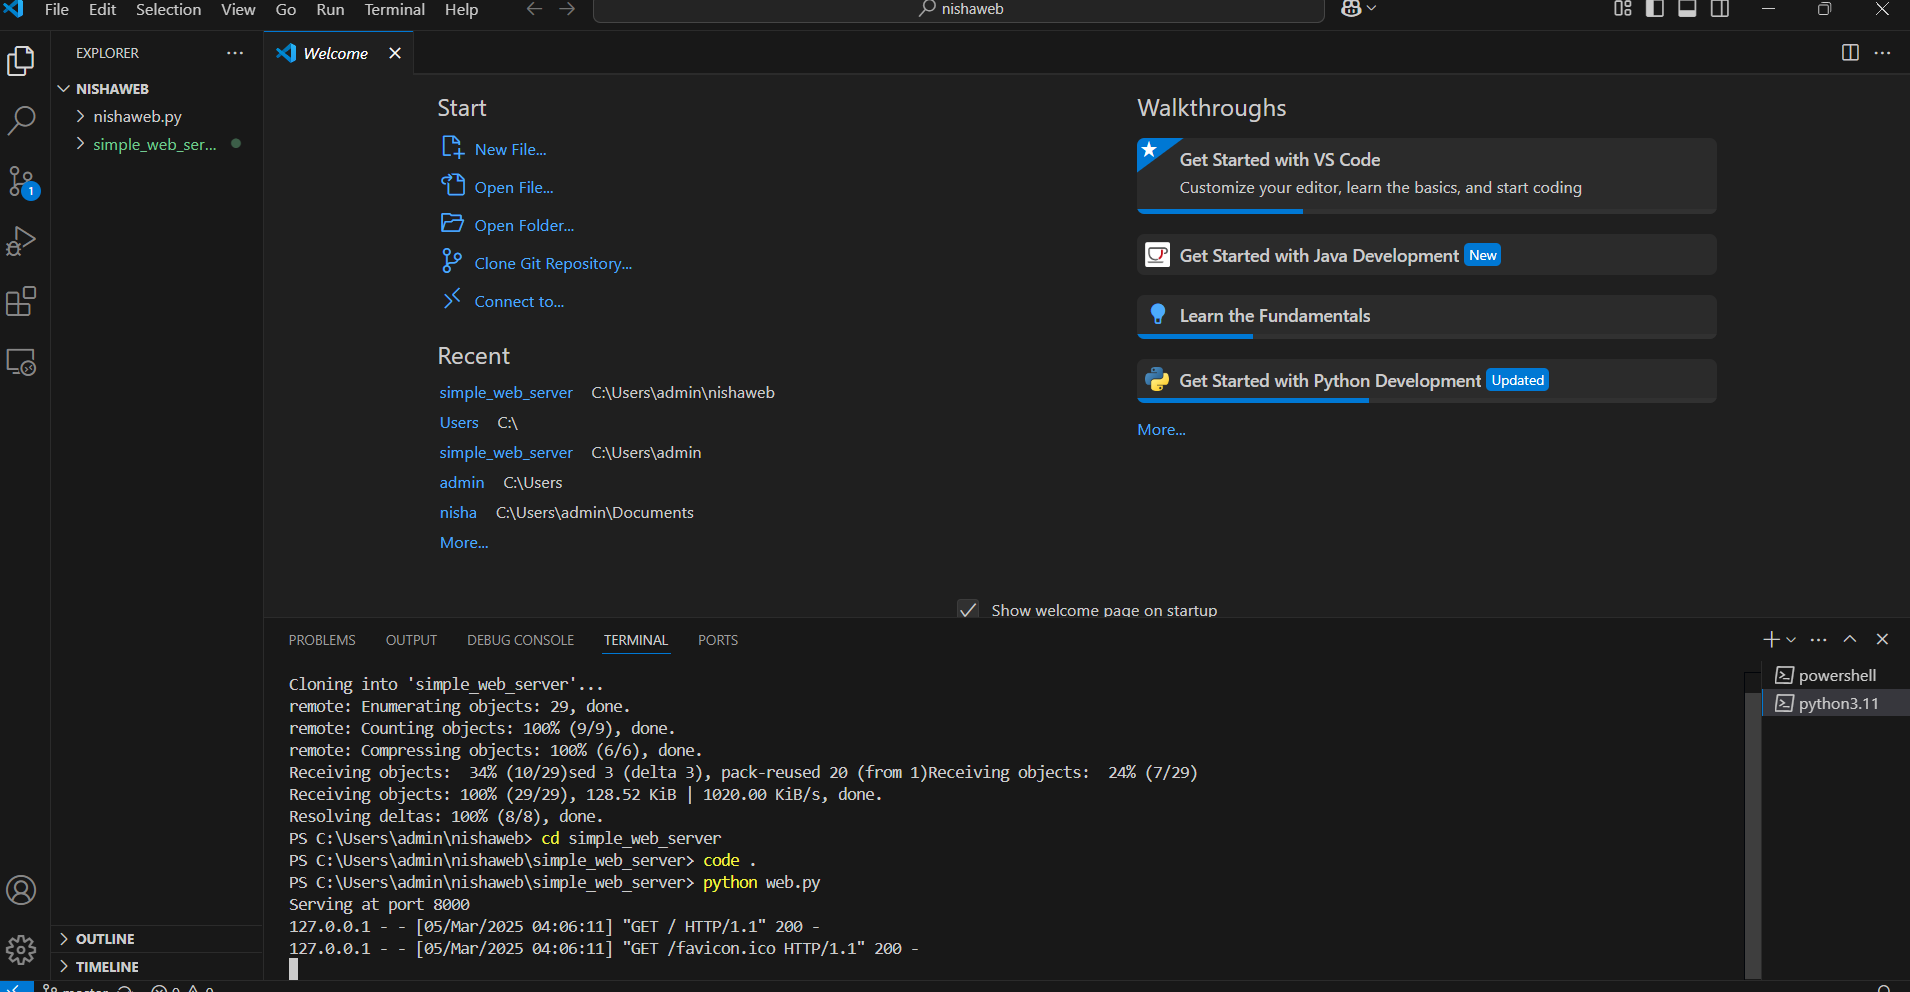 File Edit Selection View Go Run Terminal Help
nishaweb
EXPLORER
NISHAWEB
nishaweb.py
simple_web_ser...
1
Welcome
Start
New File...
Open File...
Open Folder...
Clone Git Repository...
Connect to...
Recent
simple_web_server C:\Users\admin\nishaweb
Users C:\
simple_web_server C:\Users\admin
admin C:\Users
nisha C:\Users\admin\Documents
More...
Walkthroughs
Get Started with VS Code
Customize your editor, learn the basics, and start coding
Get Started with Java Development New
Learn the Fundamentals
Get Started with Python Development Updated
More...
Show welcome page on startup
PROBLEMS OUTPUT DEBUG CONSOLE TERMINAL PORTS
powershell
python3.11
Cloning into 'simple_web_server'...
remote: Enumerating objects: 29, done.
remote: Counting objects: 100% (9/9), done.
remote: Compressing objects: 100% (6/6), done.
Receiving objects:  34% (10/29)sed 3 (delta 3), pack-reused 20 (from 1)Receiving objects:  24% (7/29)
Receiving objects: 100% (29/29), 128.52 KiB | 1020.00 KiB/s, done.
Resolving deltas: 100% (8/8), done.
PS C:\Users\admin\nishaweb> cd simple_web_server
PS C:\Users\admin\nishaweb\simple_web_server> code .
PS C:\Users\admin\nishaweb\simple_web_server> python web.py
Serving at port 8000
127.0.0.1 - - [05/Mar/2025 04:06:11] "GET / HTTP/1.1" 200 -
127.0.0.1 - - [05/Mar/2025 04:06:11] "GET /favicon.ico HTTP/1.1" 200 -
OUTLINE
TIMELINE
master 0 0